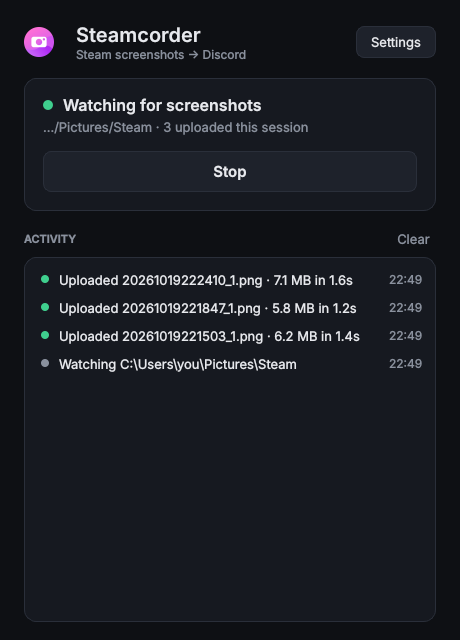 Steamcorder
Steam screenshots → Discord
Settings
Watching for screenshots
.../Pictures/Steam · 3 uploaded this session
Stop
ACTIVITY
Clear
Uploaded 20261019222410_1.png · 7.1 MB in 1.6s 22:49
Uploaded 20261019221847_1.png · 5.8 MB in 1.2s 22:49
Uploaded 20261019221503_1.png · 6.2 MB in 1.4s 22:49
Watching C:\Users\you\Pictures\Steam 22:49